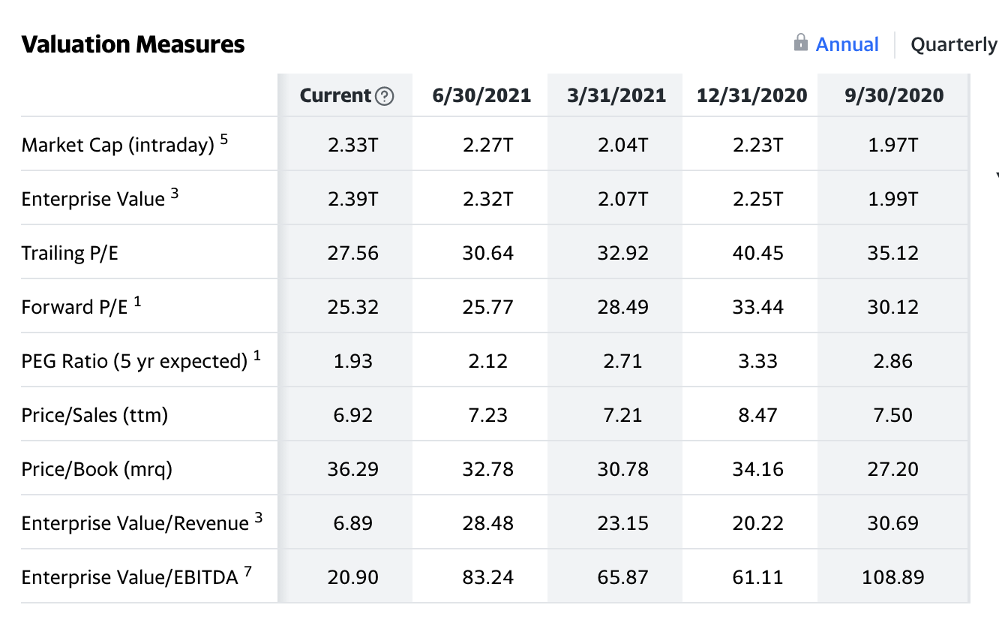 Valuation Measures Annual Quarterly
Current ? 6/30/2021 3/31/2021 12/31/2020 9/30/2020
Market Cap (intraday) 5 2.33T 2.27T 2.04T 2.23T 1.97T
Enterprise Value 3 2.39T 2.32T 2.07T 2.25T 1.99T
Trailing P/E 27.56 30.64 32.92 40.45 35.12
Forward P/E 1 25.32 25.77 28.49 33.44 30.12
PEG Ratio (5 yr expected) 1 1.93 2.12 2.71 3.33 2.86
Price/Sales (ttm) 6.92 7.23 7.21 8.47 7.50
Price/Book (mrq) 36.29 32.78 30.78 34.16 27.20
Enterprise Value/Revenue 3 6.89 28.48 23.15 20.22 30.69
Enterprise Value/EBITDA 7 20.90 83.24 65.87 61.11 108.89